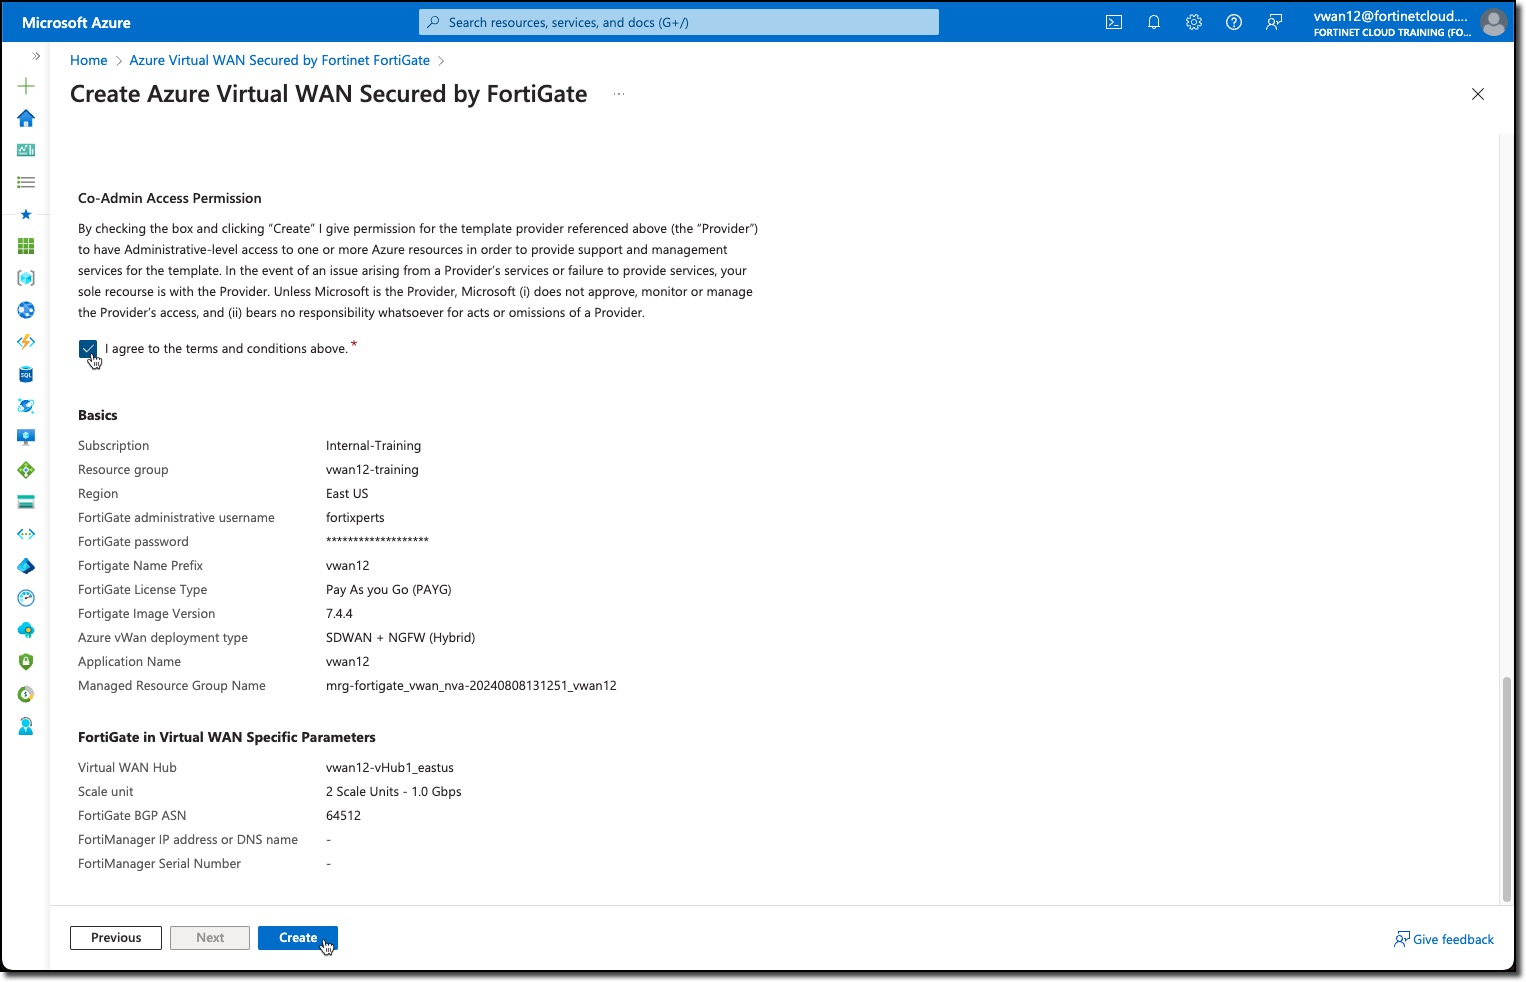 Microsoft Azure
Search resources, services, and docs (G+/)
vwan12@fortinetcloud....
FORTINET CLOUD TRAINING (FO...
Home > Azure Virtual WAN Secured by Fortinet FortiGate >
Create Azure Virtual WAN Secured by FortiGate ...
Co-Admin Access Permission
By checking the box and clicking “Create” I give permission for the template provider referenced above (the “Provider”)
to have Administrative-level access to one or more Azure resources in order to provide support and management
services for the template. In the event of an issue arising from a Provider’s services or failure to provide services, your
sole recourse is with the Provider. Unless Microsoft is the Provider, Microsoft (i) does not approve, monitor or manage
the Provider’s access, and (ii) bears no responsibility whatsoever for acts or omissions of a Provider.
I agree to the terms and conditions above. *
Basics
Subscription Internal-Training
Resource group vwan12-training
Region East US
FortiGate administrative username fortixperts
FortiGate password *******************
Fortigate Name Prefix vwan12
FortiGate License Type Pay As you Go (PAYG)
Fortigate Image Version 7.4.4
Azure vWan deployment type SDWAN + NGFW (Hybrid)
Application Name vwan12
Managed Resource Group Name mrg-fortigate_vwan_nva-20240808131251_vwan12
FortiGate in Virtual WAN Specific Parameters
Virtual WAN Hub vwan12-vHub1_eastus
Scale unit 2 Scale Units - 1.0 Gbps
FortiGate BGP ASN 64512
FortiManager IP address or DNS name -
FortiManager Serial Number -
Previous Next Create
Give feedback